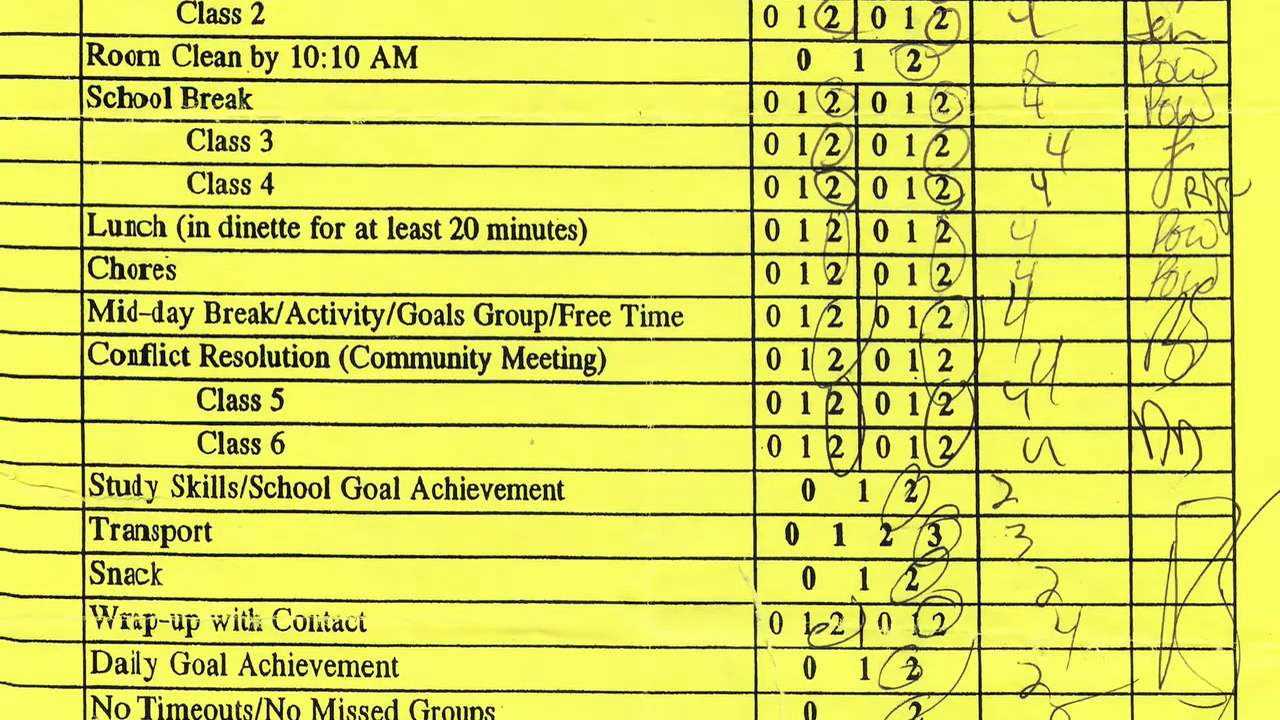 Class 2 0 1 2 0 1 2 4 Jen
Room Clean by 10:10 AM 0 1 2 2 Pow
School Break 0 1 2 0 1 2 4 Pow
Class 3 0 1 2 0 1 2 4
Class 4 0 1 2 0 1 2 4
Lunch (in dinette for at least 20 minutes) 0 1 2 0 1 2 4 Pow
Chores 0 1 2 0 1 2 4 Pow
Mid-day Break/Activity/Goals Group/Free Time 0 1 2 0 1 2 4
Conflict Resolution (Community Meeting) 0 1 2 0 1 2 4
Class 5 0 1 2 0 1 2 4
Class 6 0 1 2 0 1 2 4
Study Skills/School Goal Achievement 0 1 2 2
Transport 0 1 2 3 3
Snack 0 1 2 2
Wrap-up with Contact 0 1 2 0 1 2 4
Daily Goal Achievement 0 1 2 2
No Timeouts/No Missed Groups 0 2